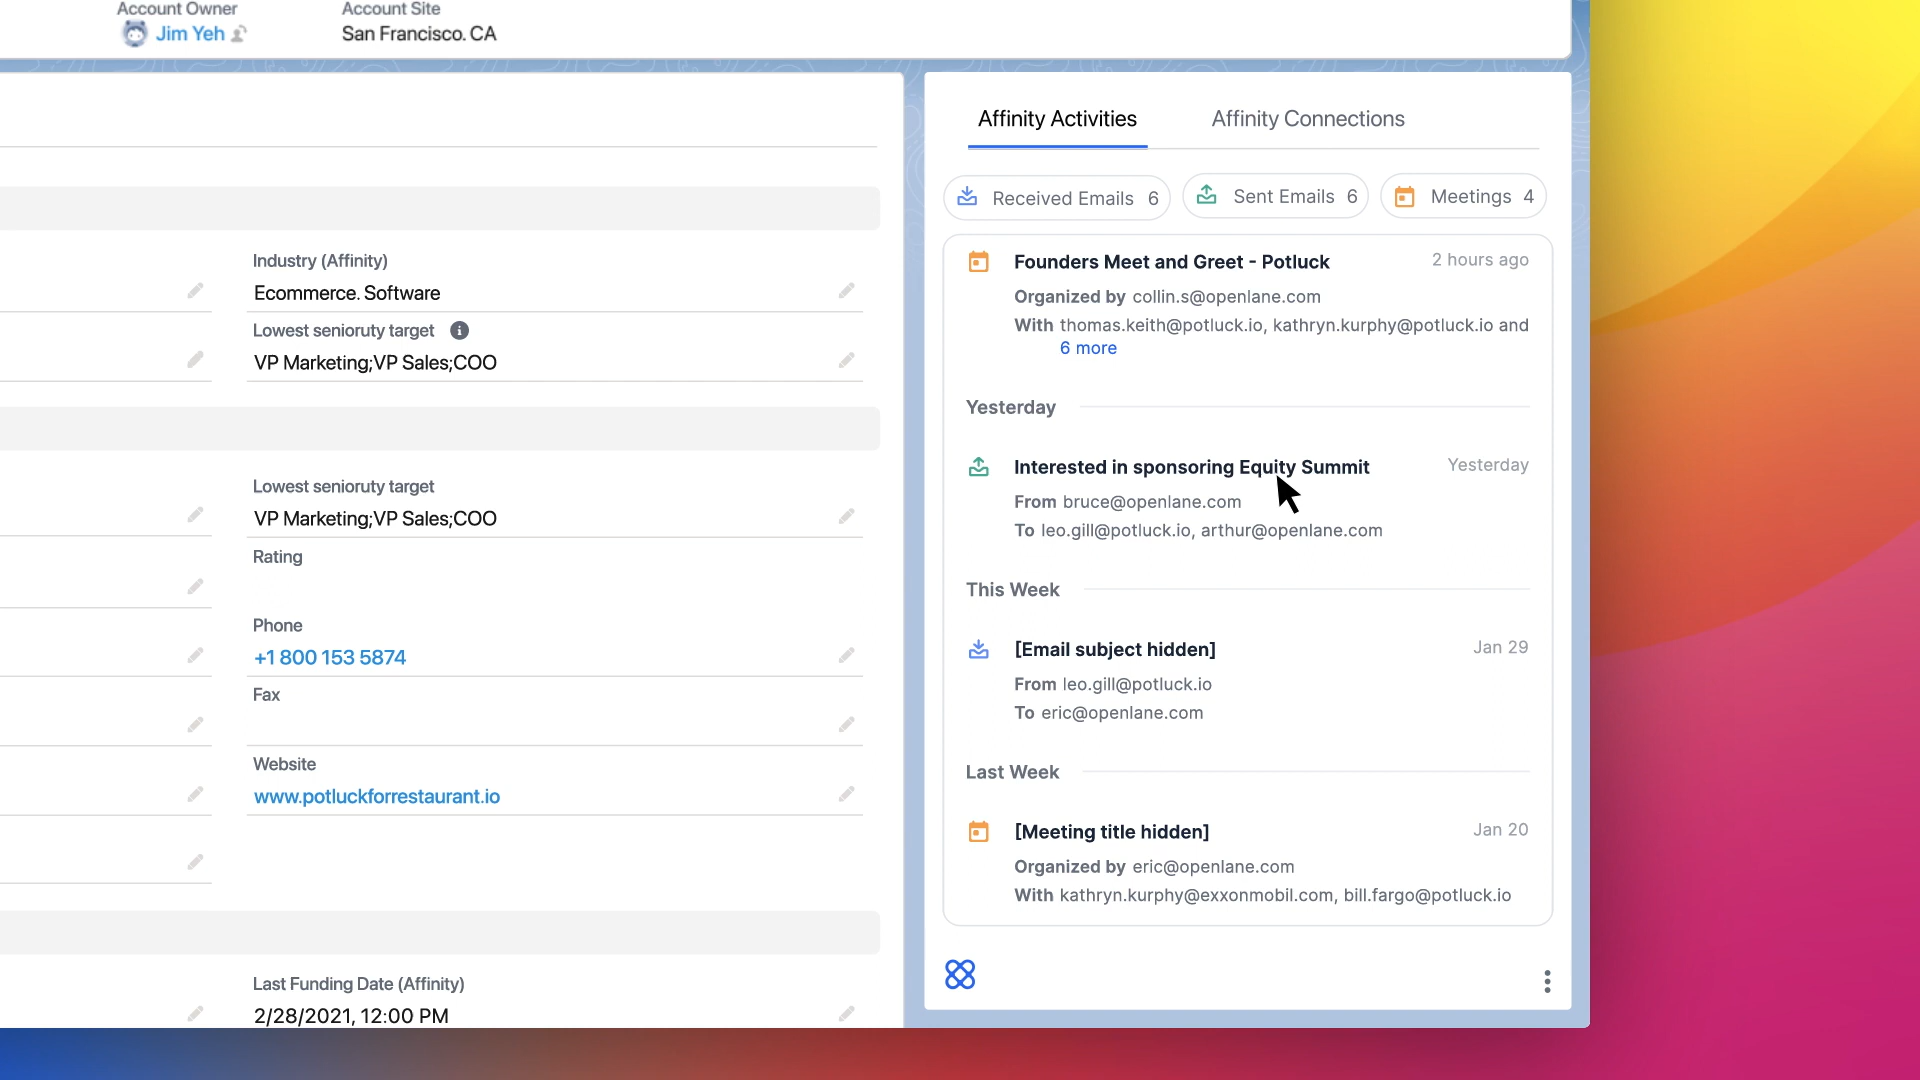 Account Owner
Jim Yeh
Account Site
San Francisco. CA
Industry (Affinity)
Ecommerce. Software
Lowest senioruty target
VP Marketing;VP Sales;COO
Lowest senioruty target
VP Marketing;VP Sales;COO
Rating
Phone
+1 800 153 5874
Fax
Website
www.potluckforrestaurant.io
Last Funding Date (Affinity)
2/28/2021, 12:00 PM
Affinity Activities
Affinity Connections
Received Emails 6
Sent Emails 6
Meetings 4
Founders Meet and Greet - Potluck
2 hours ago
Organized by collin.s@openlane.com
With thomas.keith@potluck.io, kathryn.kurphy@potluck.io and
6 more
Yesterday
Interested in sponsoring Equity Summit
Yesterday
From bruce@openlane.com
To leo.gill@potluck.io, arthur@openlane.com
This Week
[Email subject hidden]
Jan 29
From leo.gill@potluck.io
To eric@openlane.com
Last Week
[Meeting title hidden]
Jan 20
Organized by eric@openlane.com
With kathryn.kurphy@exxonmobil.com, bill.fargo@potluck.io